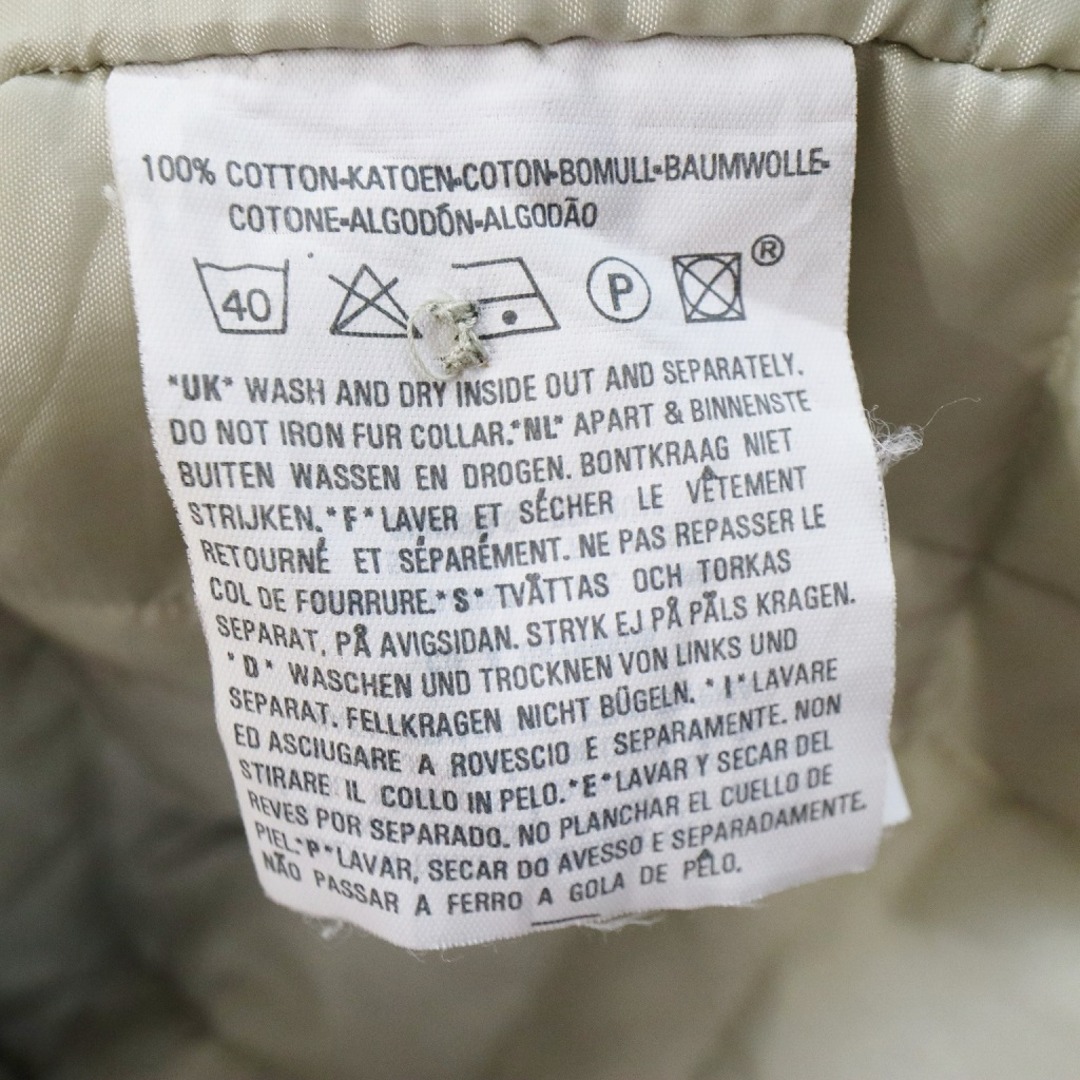 100% COTTON-KATOEN-COTON-BOMULL-BAUMWOLLE-
COTONE-ALGODÓN-ALGODÃO
40 P ®
*UK* WASH AND DRY INSIDE OUT AND SEPARATELY.
DO NOT IRON FUR COLLAR.*NL* APART & BINNENSTE
BUITEN WASSEN EN DROGEN. BONTKRAAG NIET
STRIJKEN.*F*LAVER ET SÉCHER LE VÊTEMENT
RETOURNÉ ET SÉPARÉMENT. NE PAS REPASSER LE
COL DE FOURRURE.*S* TVÄTTAS OCH TORKAS
SEPARAT, PÅ AVIGSIDAN. STRYK EJ PÅ PÄLS KRAGEN.
*D* WASCHEN UND TROCKNEN VON LINKS UND
SEPARAT. FELLKRAGEN NICHT BÜGELN. *I*LAVARE
ED ASCIUGARE A ROVESCIO E SEPARAMENTE. NON
STIRARE IL COLLO IN PELO.*E*LAVAR Y SECAR DEL
REVES POR SEPARADO. NO PLANCHAR EL CUELLO DE
PIEL.*P*LAVAR, SECAR DO AVESSO E SEPARADAMENTE.
NÃO PASSAR A FERRO A GOLA DE PÊLO.